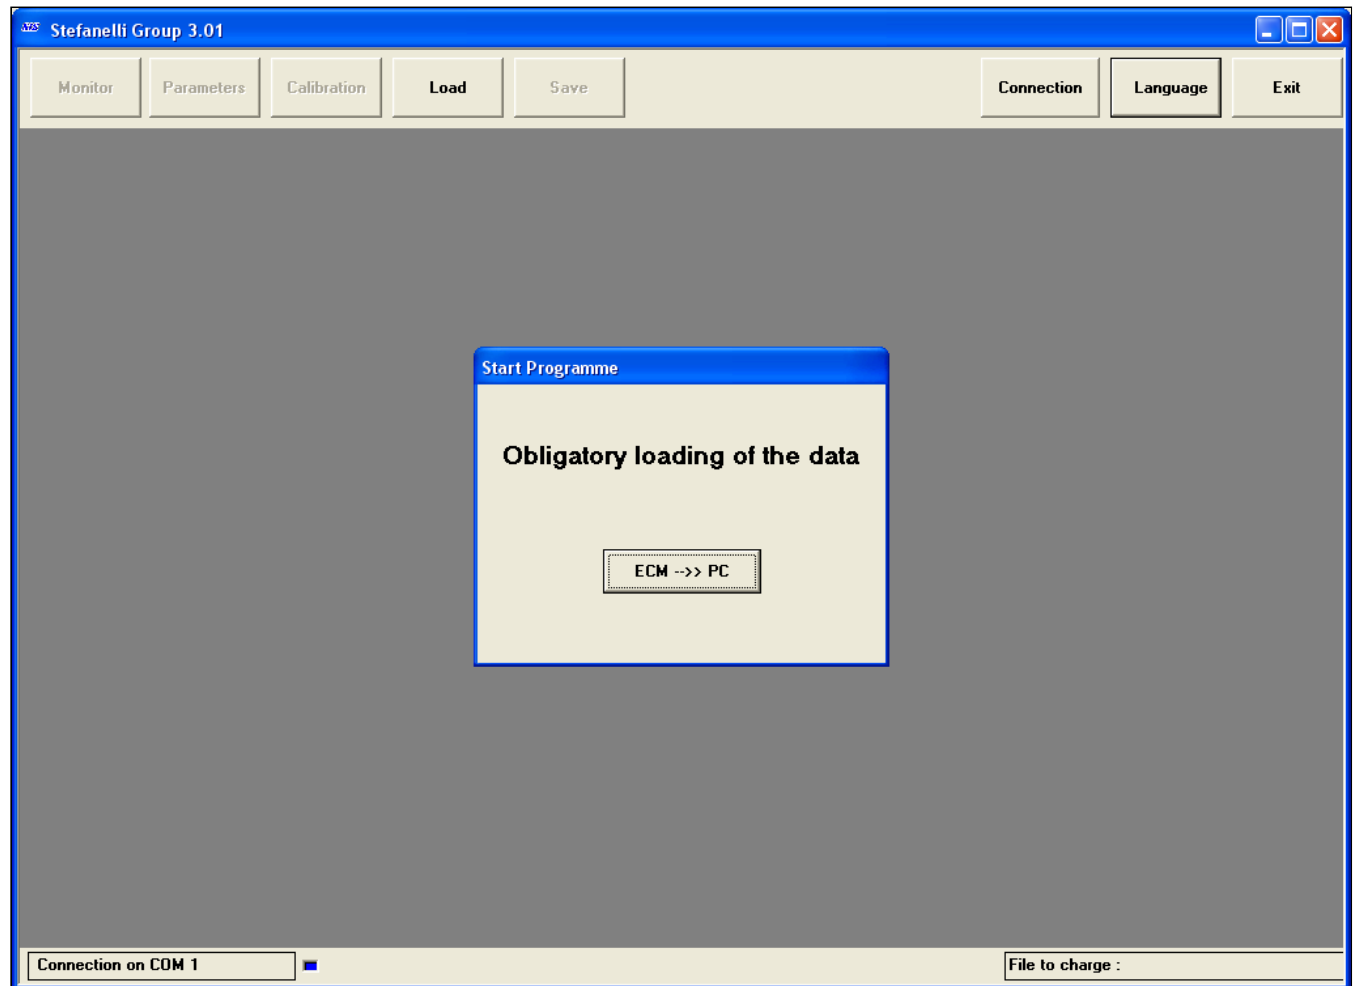 Stefanelli Group 3.01
Monitor Parameters Calibration Load Save Connection Language Exit
Start Programme
Obligatory loading of the data
ECM -->> PC
Connection on COM 1 File to charge :